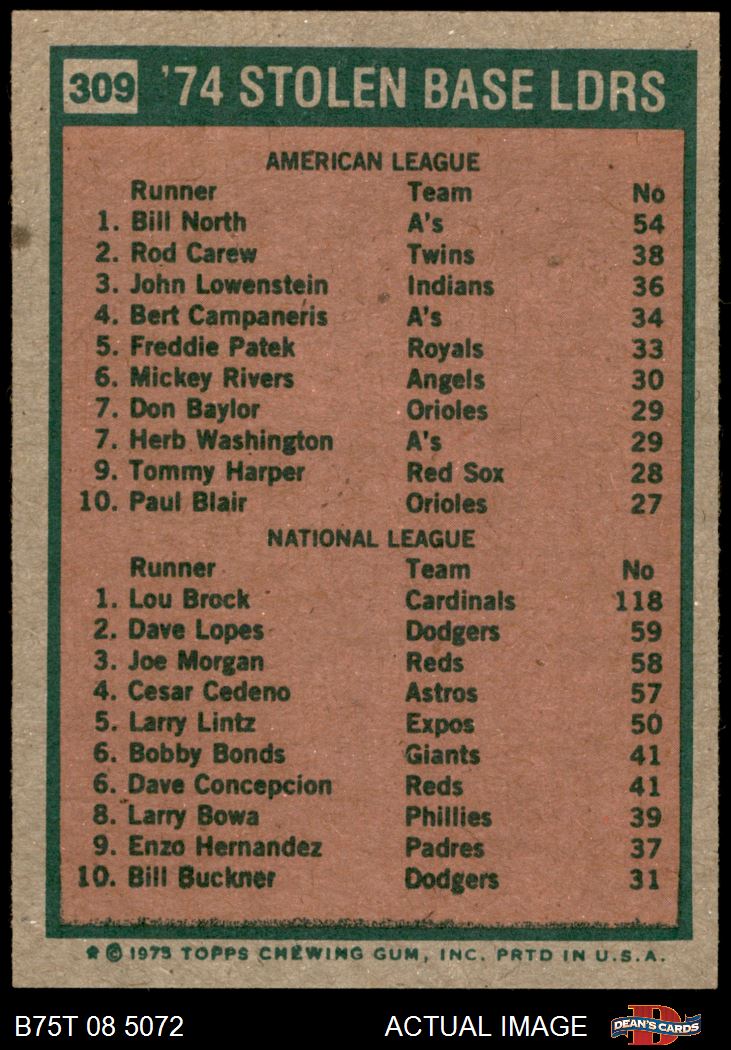 309 '74 STOLEN BASE LDRS
AMERICAN LEAGUE
Runner Team No
1. Bill North A's 54
2. Rod Carew Twins 38
3. John Lowenstein Indians 36
4. Bert Campaneris A's 34
5. Freddie Patek Royals 33
6. Mickey Rivers Angels 30
7. Don Baylor Orioles 29
7. Herb Washington A's 29
9. Tommy Harper Red Sox 28
10. Paul Blair Orioles 27
NATIONAL LEAGUE
Runner Team No
1. Lou Brock Cardinals 118
2. Dave Lopes Dodgers 59
3. Joe Morgan Reds 58
4. Cesar Cedeno Astros 57
5. Larry Lintz Expos 50
6. Bobby Bonds Giants 41
6. Dave Concepcion Reds 41
8. Larry Bowa Phillies 39
9. Enzo Hernandez Padres 37
10. Bill Buckner Dodgers 31
* © 1975 TOPPS CHEWING GUM, INC. PRTD IN U.S.A.
B75T 08 5072 ACTUAL IMAGE D DEAN'S CARDS